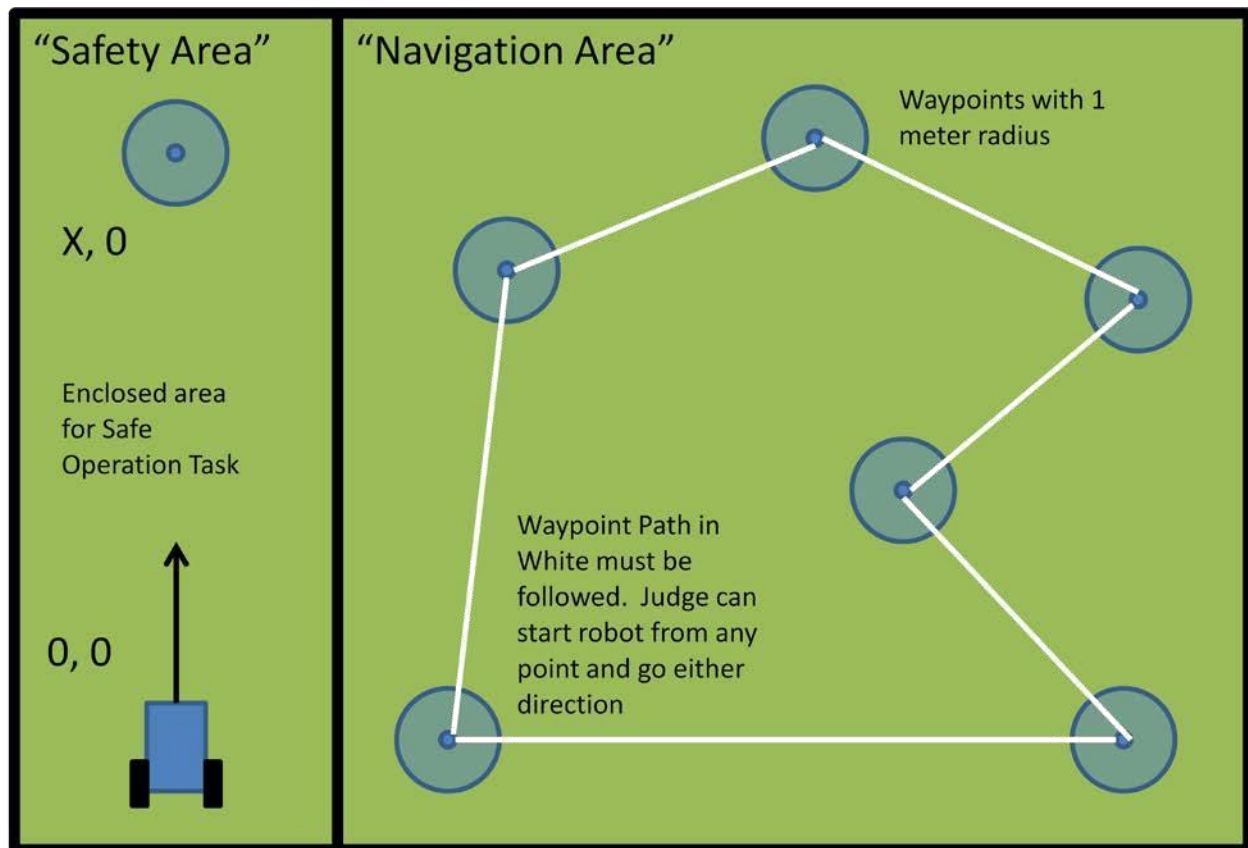 “Safety Area”
X, 0
Enclosed area
for Safe
Operation Task
0, 0
“Navigation Area”
Waypoints with 1
meter radius
Waypoint Path in
White must be
followed.  Judge can
start robot from any
point and go either
direction